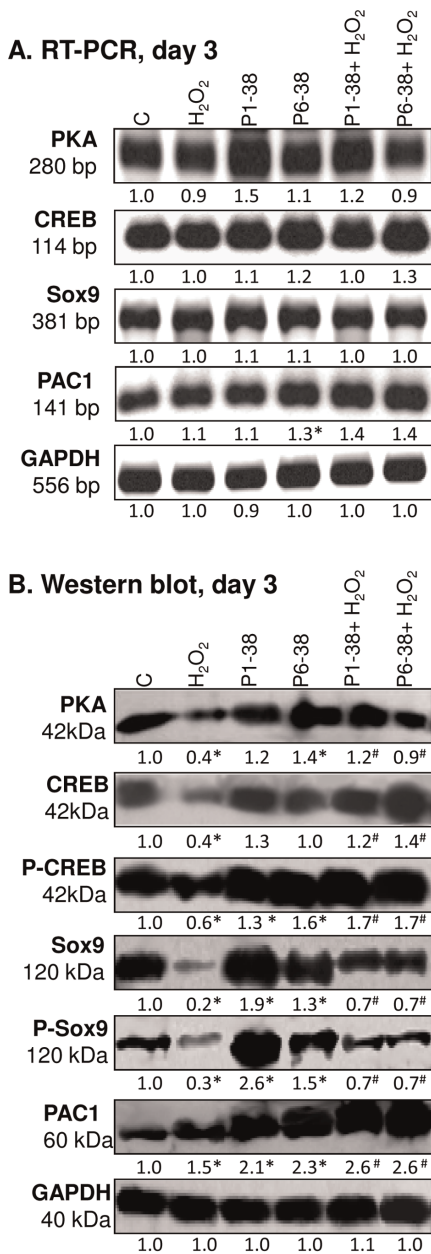 A. RT-PCR, day 3
C
H₂O₂
P1-38
P6-38
P1-38+ H₂O₂
P6-38+ H₂O₂
PKA
280 bp
1.0 0.9 1.5 1.1 1.2 0.9
CREB
114 bp
1.0 1.0 1.1 1.2 1.0 1.3
Sox9
381 bp
1.0 1.0 1.1 1.1 1.0 1.0
PAC1
141 bp
1.0 1.1 1.1 1.3* 1.4 1.4
GAPDH
556 bp
1.0 1.0 0.9 1.0 1.0 1.0
B. Western blot, day 3
C
H₂O₂
P1-38
P6-38
P1-38+ H₂O₂
P6-38+ H₂O₂
PKA
42kDa
1.0 0.4* 1.2 1.4* 1.2# 0.9#
CREB
42kDa
1.0 0.4* 1.3 1.0 1.2# 1.4#
P-CREB
42kDa
1.0 0.6* 1.3 * 1.6* 1.7# 1.7#
Sox9
120 kDa
1.0 0.2* 1.9* 1.3* 0.7# 0.7#
P-Sox9
120 kDa
1.0 0.3* 2.6* 1.5* 0.7# 0.7#
PAC1
60 kDa
1.0 1.5* 2.1* 2.3* 2.6# 2.6#
GAPDH
40 kDa
1.0 1.0 1.0 1.0 1.1 1.0